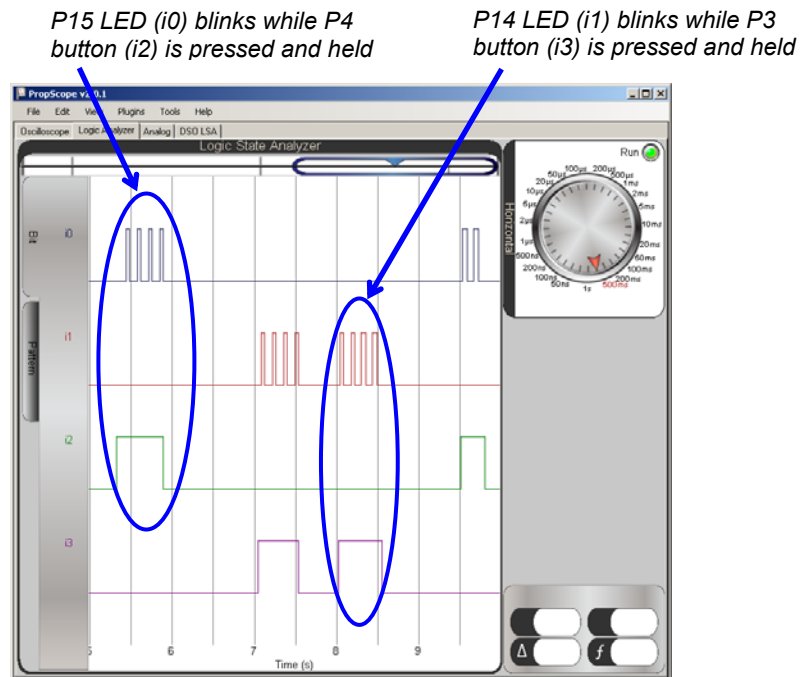 P15 LED (i0) blinks while P4
button (i2) is pressed and held
P14 LED (i1) blinks while P3
button (i3) is pressed and held
PropScope
File Edit View Plugins Tools Help
Oscilloscope Logic Analyzer Analog DSO LSA
Logic State Analyzer
Bit
Pattern
i0
i1
i2
i3
5 6 7 8 9
Time (s)
Run
Horizontal
100µs
200µs
50µs
500µs
20µs
1ms
10µs
2ms
5µs
5ms
2µs
10ms
1µs
20ms
500ns
50ms
200ns
100ms
100ns
200ms
50ns
1s
500ms
Δ
f